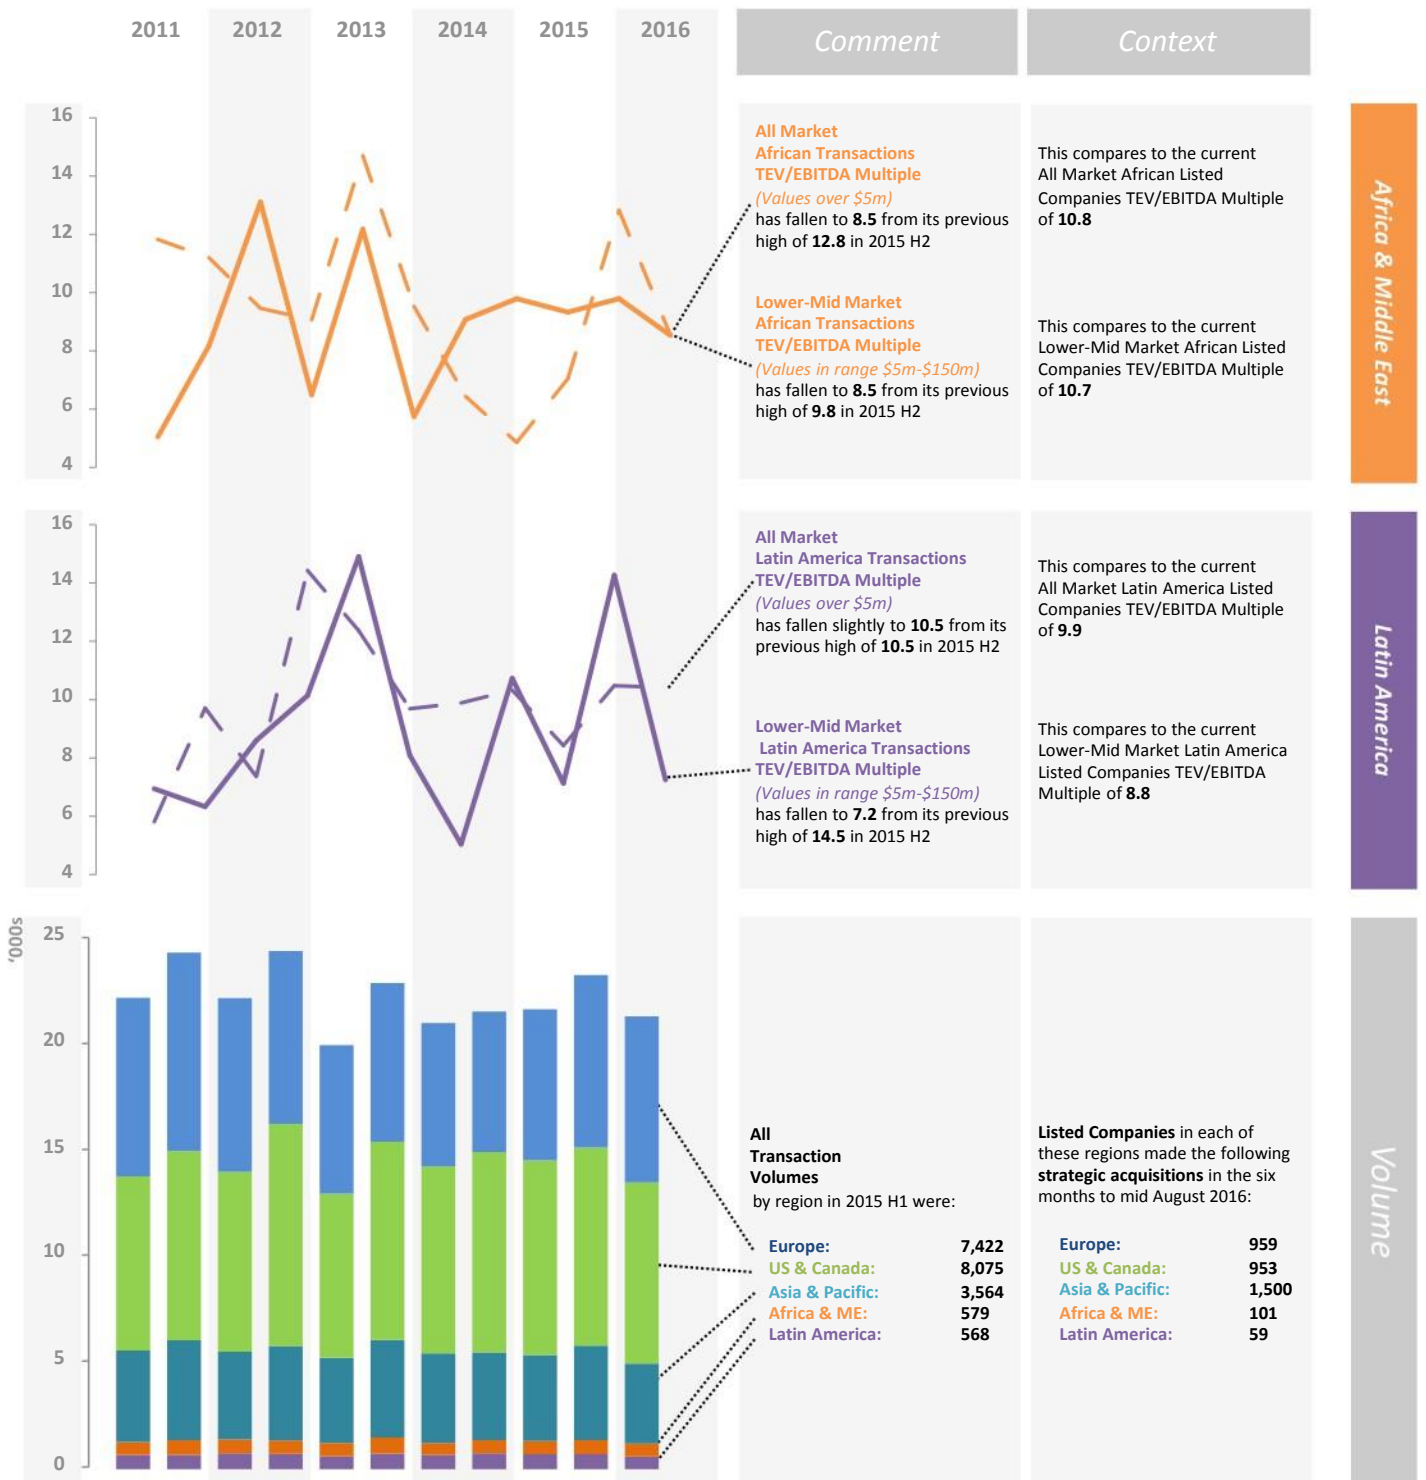 2011 2012 2013 2014 2015 2016
Comment Context
16
14
12
10
8
6
4
All Market
African Transactions
TEV/EBITDA Multiple
(Values over $5m)
has fallen to 8.5 from its previous
high of 12.8 in 2015 H2
Lower-Mid Market
African Transactions
TEV/EBITDA Multiple
(Values in range $5m-$150m)
has fallen to 8.5 from its previous
high of 9.8 in 2015 H2
This compares to the current
All Market African Listed
Companies TEV/EBITDA Multiple
of 10.8
This compares to the current
Lower-Mid Market African Listed
Companies TEV/EBITDA Multiple
of 10.7
Africa & Middle East
16
14
12
10
8
6
4
All Market
Latin America Transactions
TEV/EBITDA Multiple
(Values over $5m)
has fallen slightly to 10.5 from its
previous high of 10.5 in 2015 H2
Lower-Mid Market
Latin America Transactions
TEV/EBITDA Multiple
(Values in range $5m-$150m)
has fallen to 7.2 from its previous
high of 14.5 in 2015 H2
This compares to the current
All Market Latin America Listed
Companies TEV/EBITDA Multiple
of 9.9
This compares to the current
Lower-Mid Market Latin America
Listed Companies TEV/EBITDA
Multiple of 8.8
Latin America
'000s
25
20
15
10
5
0
All
Transaction
Volumes
by region in 2015 H1 were:
Europe: 7,422
US & Canada: 8,075
Asia & Pacific: 3,564
Africa & ME: 579
Latin America: 568
Listed Companies in each of
these regions made the following
strategic acquisitions in the six
months to mid August 2016:
Europe: 959
US & Canada: 953
Asia & Pacific: 1,500
Africa & ME: 101
Latin America: 59
Volume